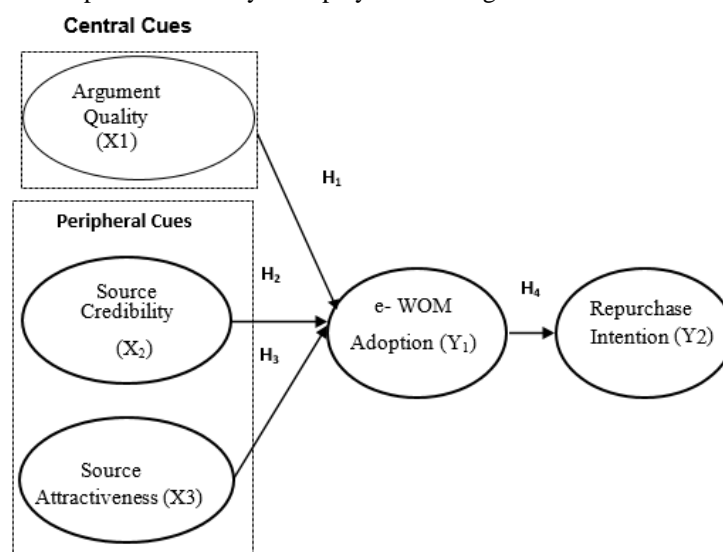 Central Cues
Argument
Quality
(X1)
H₁
Peripheral Cues
Source
Credibility
(X₂)
H₂
H₃
e- WOM
Adoption (Y₁)
H₄
Repurchase
Intention (Y2)
Source
Attractiveness (X3)